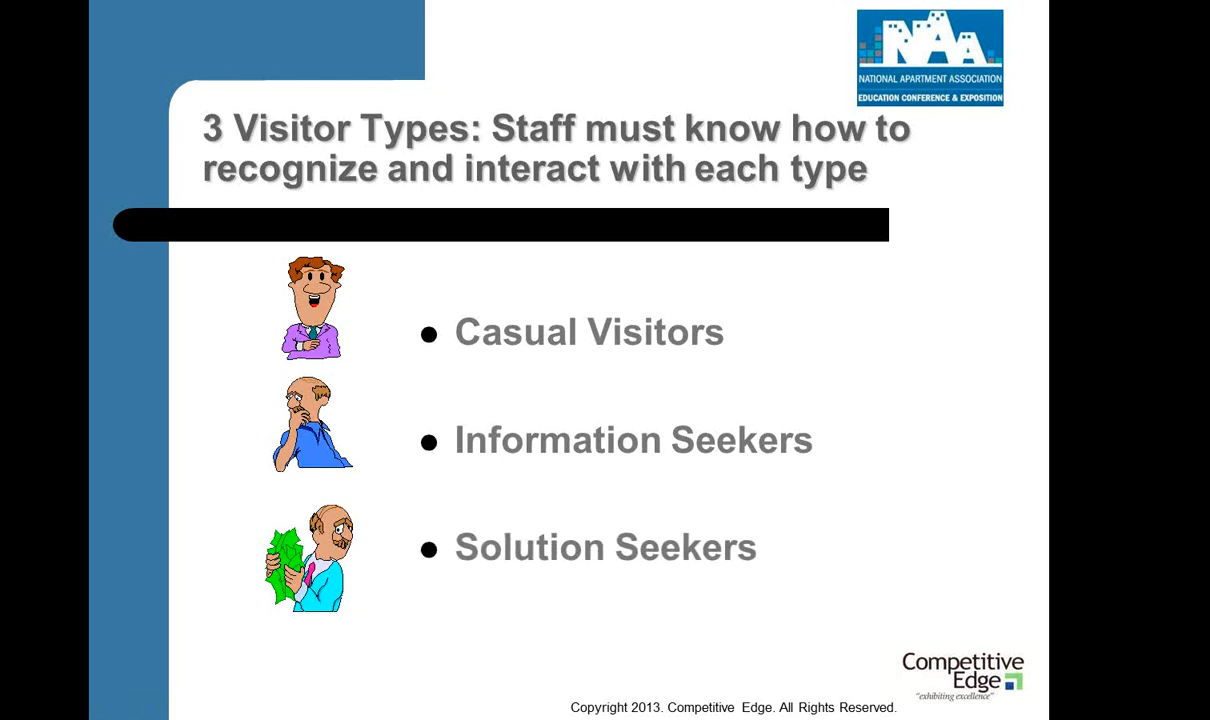 NAA
NATIONAL APARTMENT ASSOCIATION
EDUCATION CONFERENCE & EXPOSITION
3 Visitor Types: Staff must know how to
recognize and interact with each type
Casual Visitors
Information Seekers
Solution Seekers
Competitive
Edge
"exhibiting excellence"
Copyright 2013. Competitive Edge. All Rights Reserved.